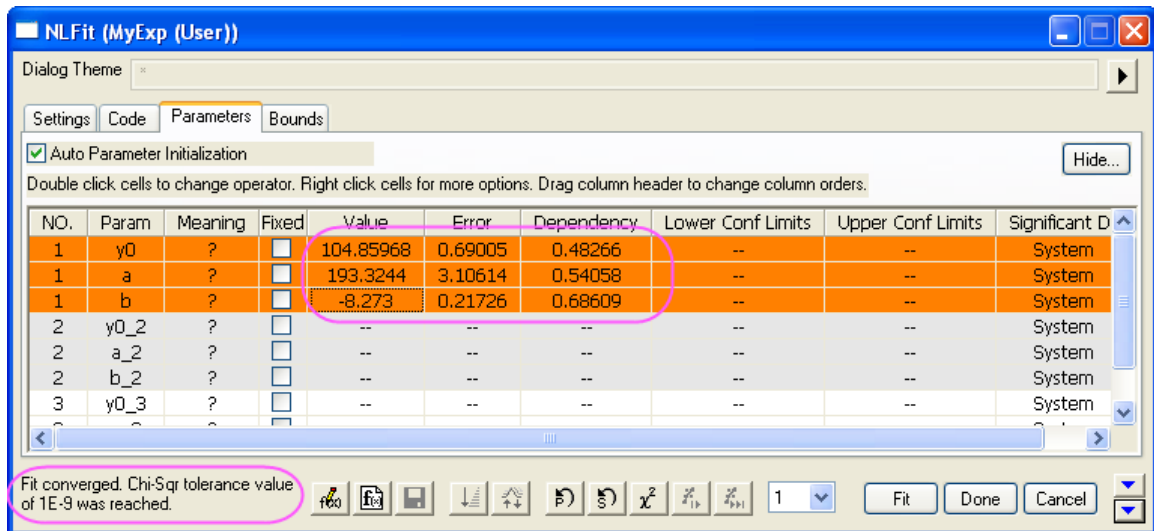 NLFit (MyExp (User))
Dialog Theme *
Settings Code Parameters Bounds
Auto Parameter Initialization Hide...
Double click cells to change operator. Right click cells for more options. Drag column header to change column orders.
NO. Param Meaning Fixed Value Error Dependency Lower Conf Limits Upper Conf Limits Significant D
1 y0 ? 104.85968 0.69005 0.48266 -- -- System
1 a ? 193.3244 3.10614 0.54058 -- -- System
1 b ? -8.273 0.21726 0.68609 -- -- System
2 y0_2 ? -- -- -- -- -- System
2 a_2 ? -- -- -- -- -- System
2 b_2 ? -- -- -- -- -- System
3 y0_3 ? -- -- -- -- -- System
Fit converged. Chi-Sqr tolerance value
of 1E-9 was reached.
χ² 1 Fit Done Cancel